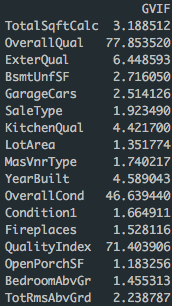 GVIF
TotalSqftCalc 3.188512
OverallQual 77.853520
ExterQual 6.448593
BsmtUnfSF 2.716050
GarageCars 2.514126
SaleType 1.923490
KitchenQual 4.421700
LotArea 1.351774
MasVnrType 1.740217
YearBuilt 4.589043
OverallCond 46.639440
Condition1 1.664911
Fireplaces 1.528116
QualityIndex 71.403906
OpenPorchSF 1.183256
BedroomAbvGr 1.455313
TotRmsAbvGrd 2.238787